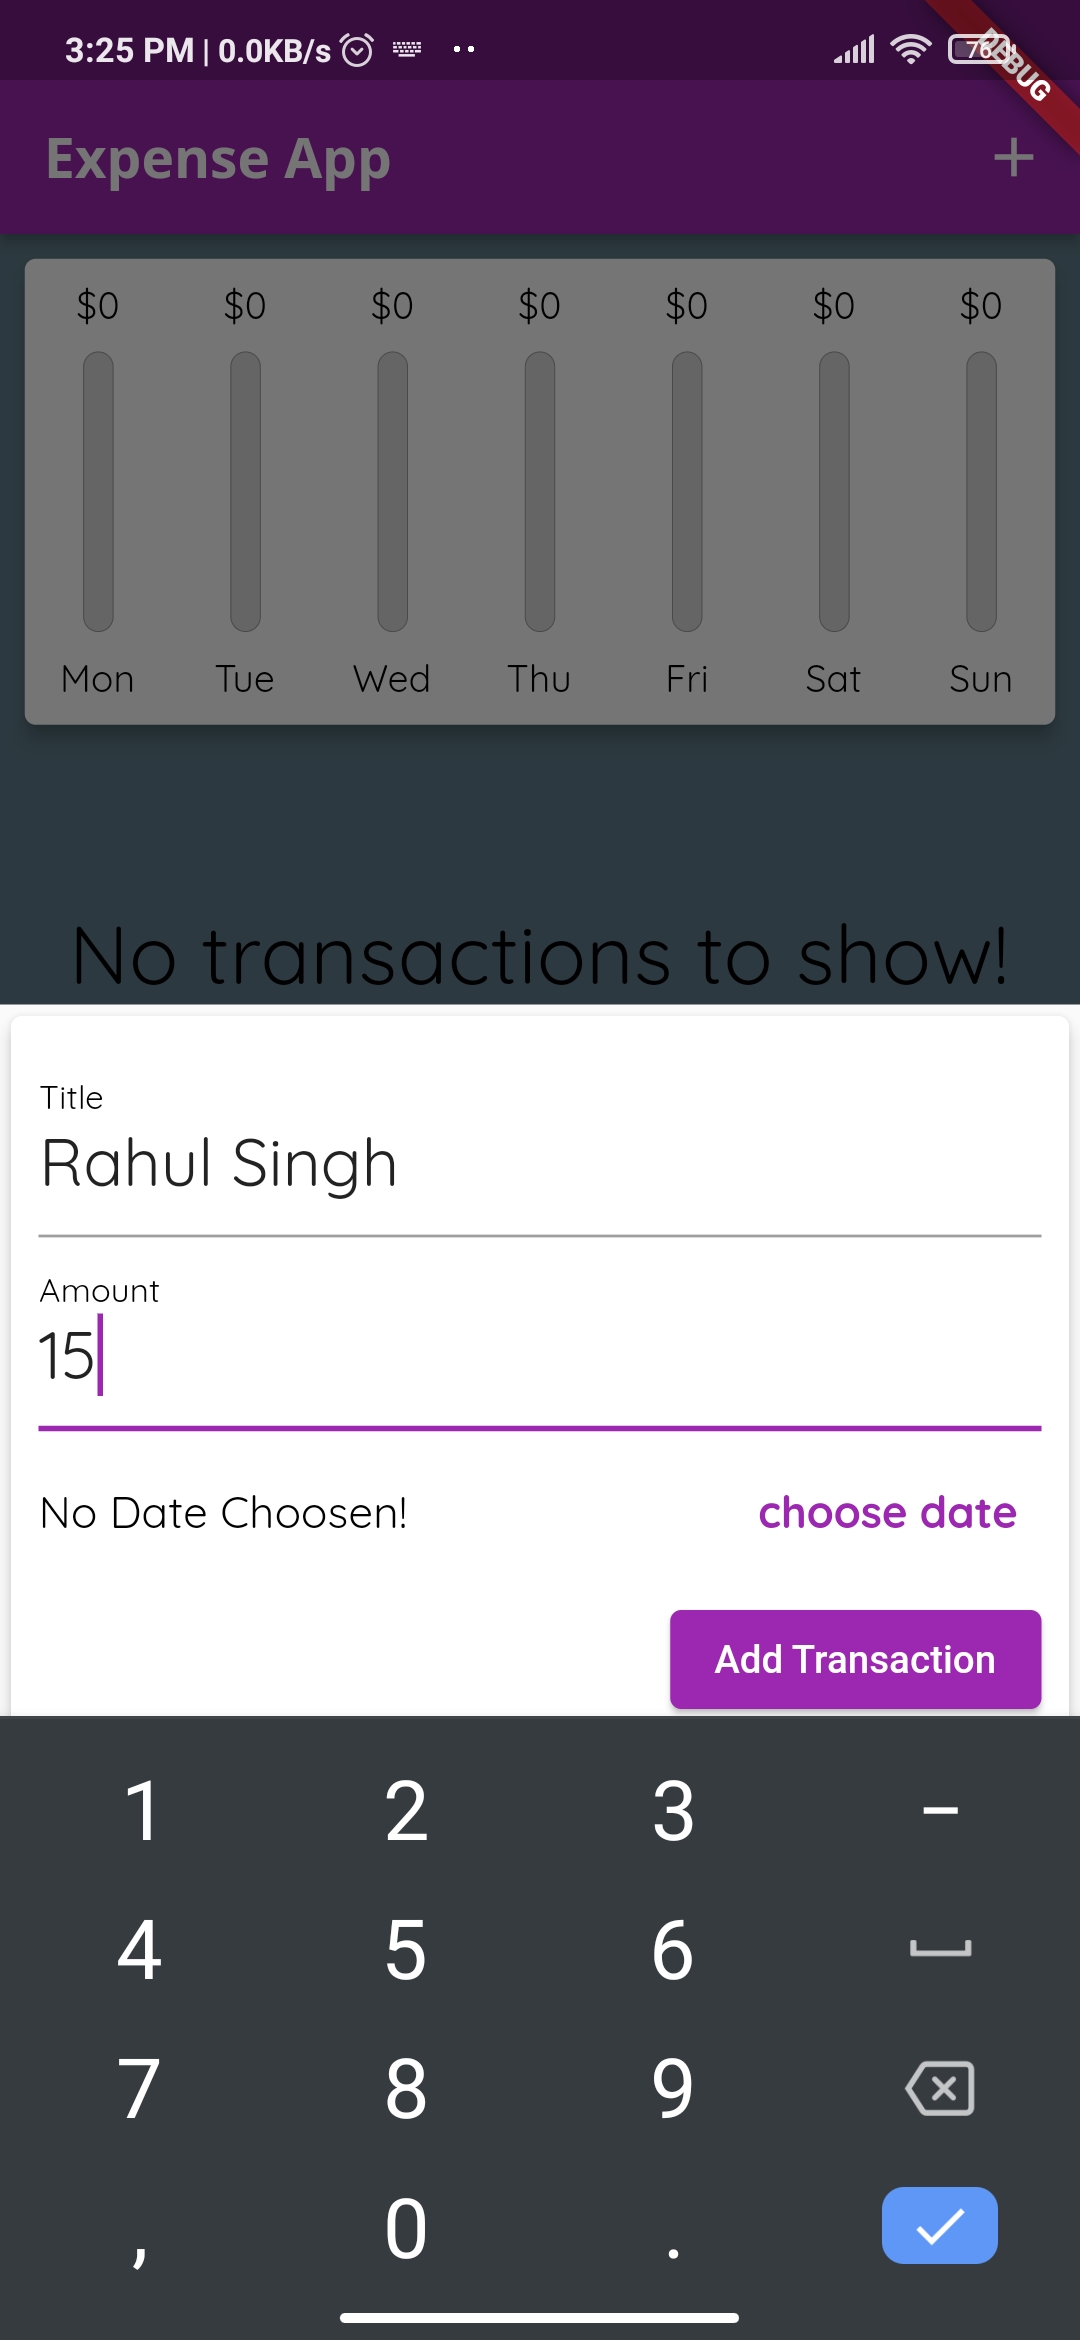 3:25 PM | 0.0KB/s
76
DEBUG
Expense App
$0 $0 $0 $0 $0 $0 $0
Mon Tue Wed Thu Fri Sat Sun
No transactions to show!
Title
Rahul Singh
Amount
15
No Date Choosen! choose date
Add Transaction
1 2 3 –
4 5 6
7 8 9
, 0 .